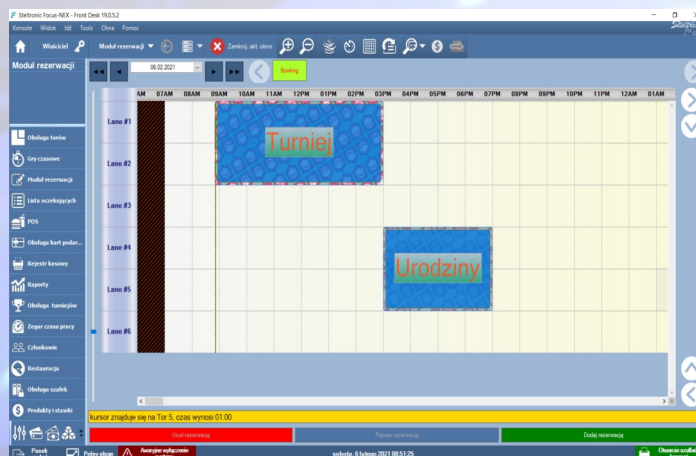 Steltronic Focus-NEX - Front Desk 19.0.5.2
Konsole Widok Idź Tools Okna Pomoc
Właściciel Moduł rezerwacji Zamknij. akt. okno
Moduł rezerwacji
06.02.2021 Bowling
AM 07AM 08AM 09AM 10AM 11AM 12PM 01PM 02PM 03PM 04PM 05PM 06PM 07PM 08PM 09PM 10PM 11PM 12AM 01AM
Lane #1
Turniej
Obsługa torów
Gry czasowe
Lane #2
Moduł rezerwacji
Lista oczekujących
Lane #3
POS
Obsługa kart podar...
Lane #4
Rejestr kasowy
Urodziny
Raporty
Lane #5
Obsługa turniejów
Zegar czasu pracy
Lane #6
Członkowie
Restauracja
Obsługa szafek
Produkty i stawki
kursor znajduje się na Tor 5, czas wynosi 01:00
Usuń rezerwację Popraw rezerwację Dodaj rezerwację
Pasek Pełny ekran Awaryjne wyłączenie sobota, 6 lutego 2021 08:51:25 Otwarcie szuflady